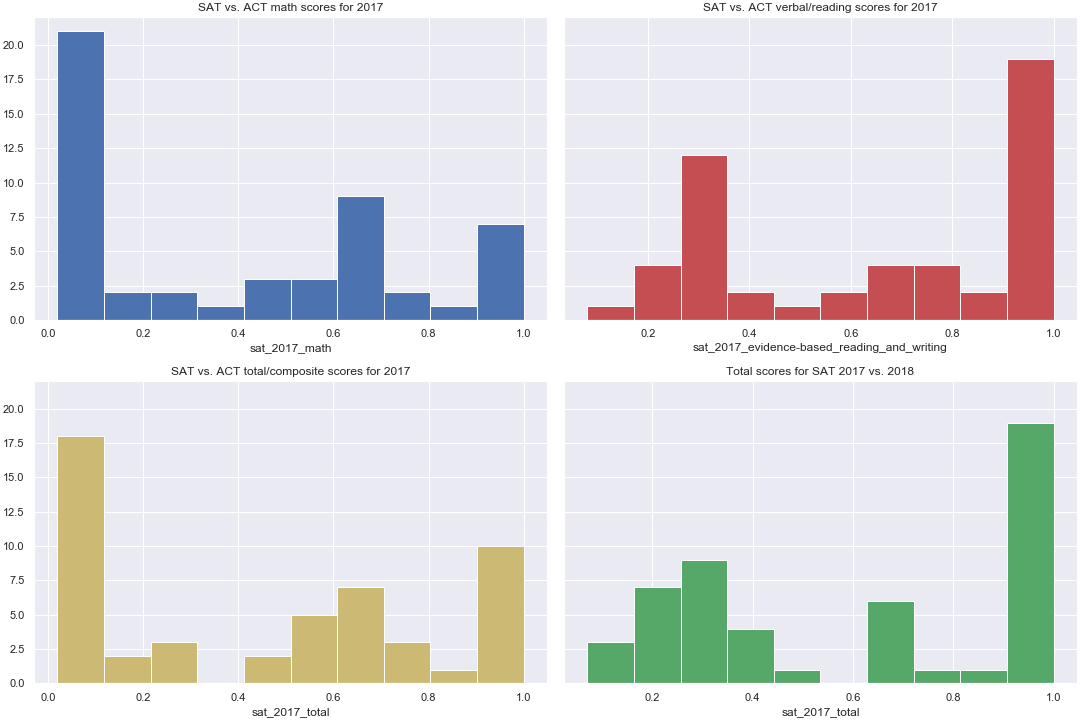 SAT vs. ACT math scores for 2017
20.0
17.5
15.0
12.5
10.0
7.5
5.0
2.5
0.0
0.0 0.2 0.4 0.6 0.8 1.0
sat_2017_math
SAT vs. ACT verbal/reading scores for 2017
0.2 0.4 0.6 0.8 1.0
sat_2017_evidence-based_reading_and_writing
SAT vs. ACT total/composite scores for 2017
20.0
17.5
15.0
12.5
10.0
7.5
5.0
2.5
0.0
0.0 0.2 0.4 0.6 0.8 1.0
sat_2017_total
Total scores for SAT 2017 vs. 2018
0.2 0.4 0.6 0.8 1.0
sat_2017_total